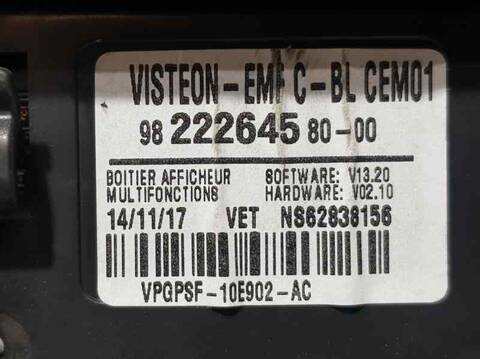 VISTEON-EMF C-BL CEM01
98 222645 80-00
BOITIER AFFICHEUR SOFTWARE: V13.20
MULTIFONCTIONS HARDWARE: V02.10
14/11/17 VET NS62838156
VPGPSF-10E902-AC